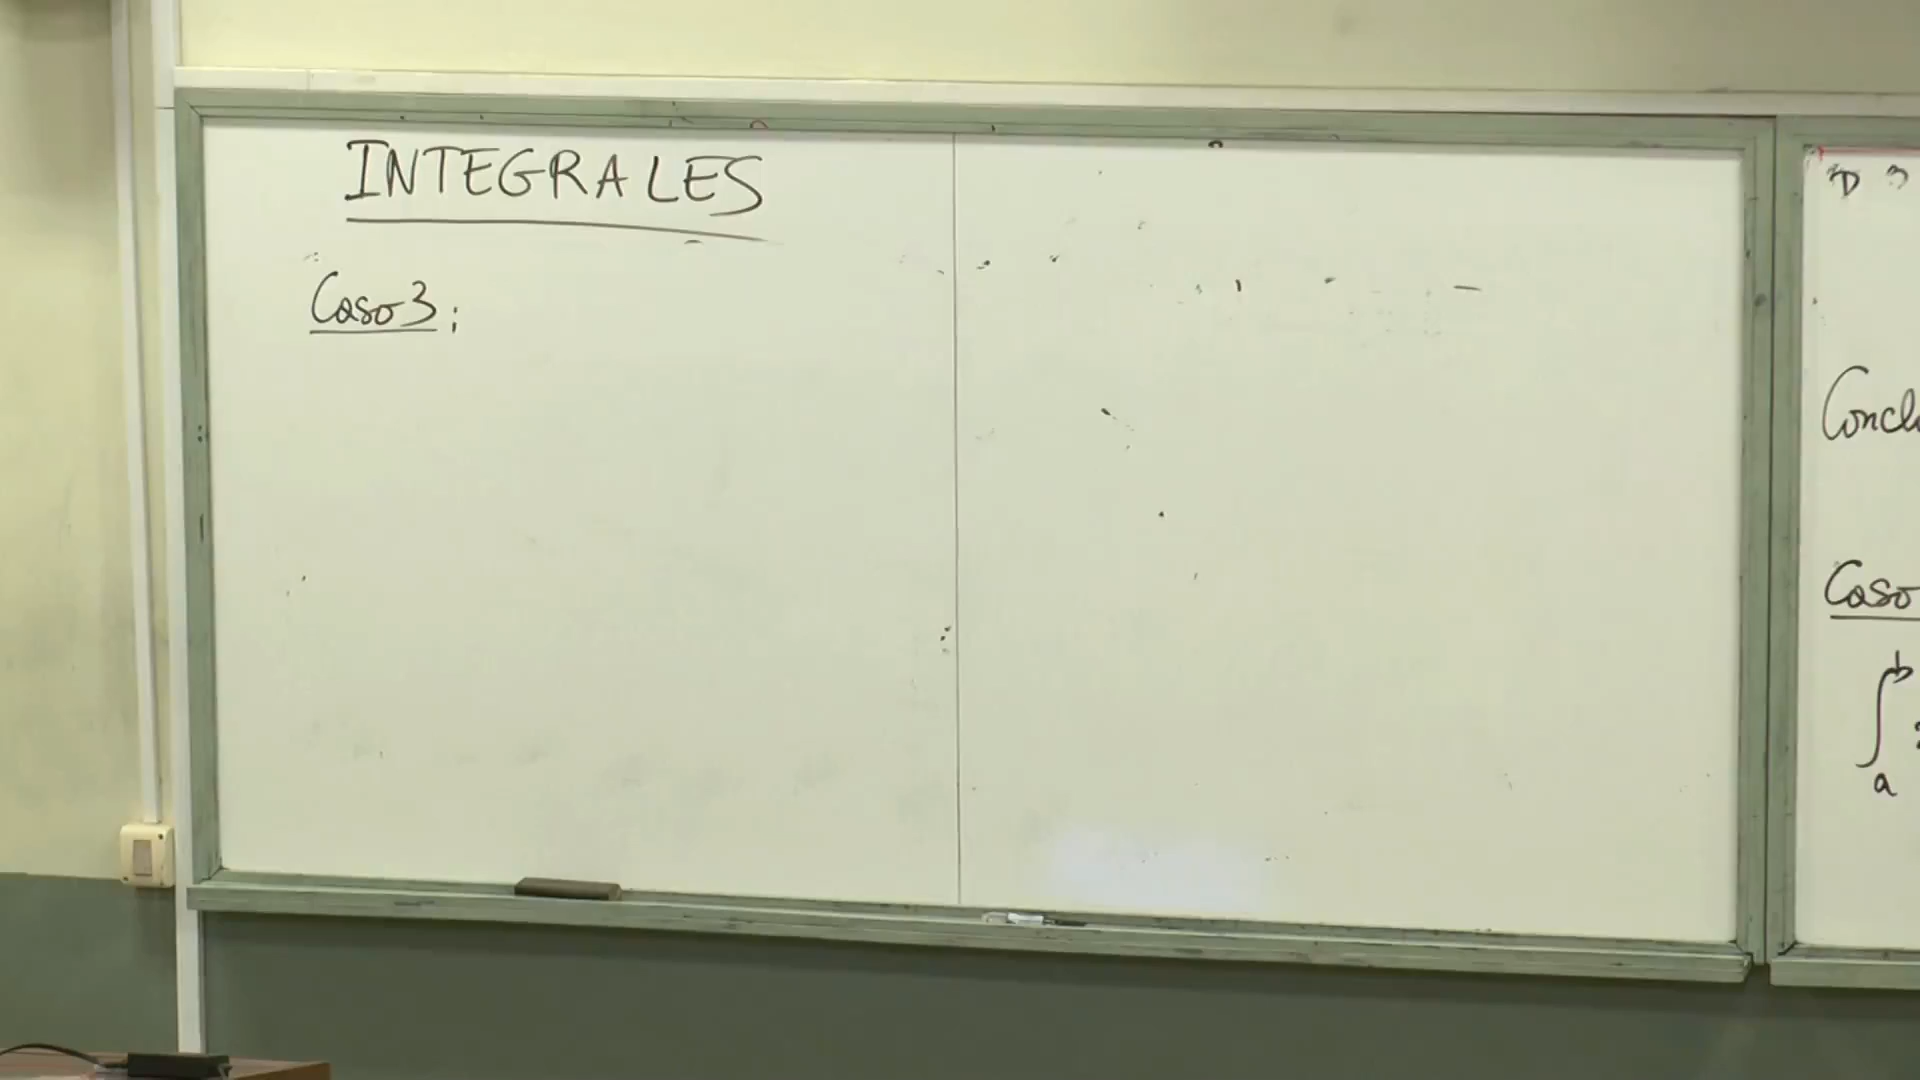 INTEGRALES
Caso 3:
Caso
∫
b
a